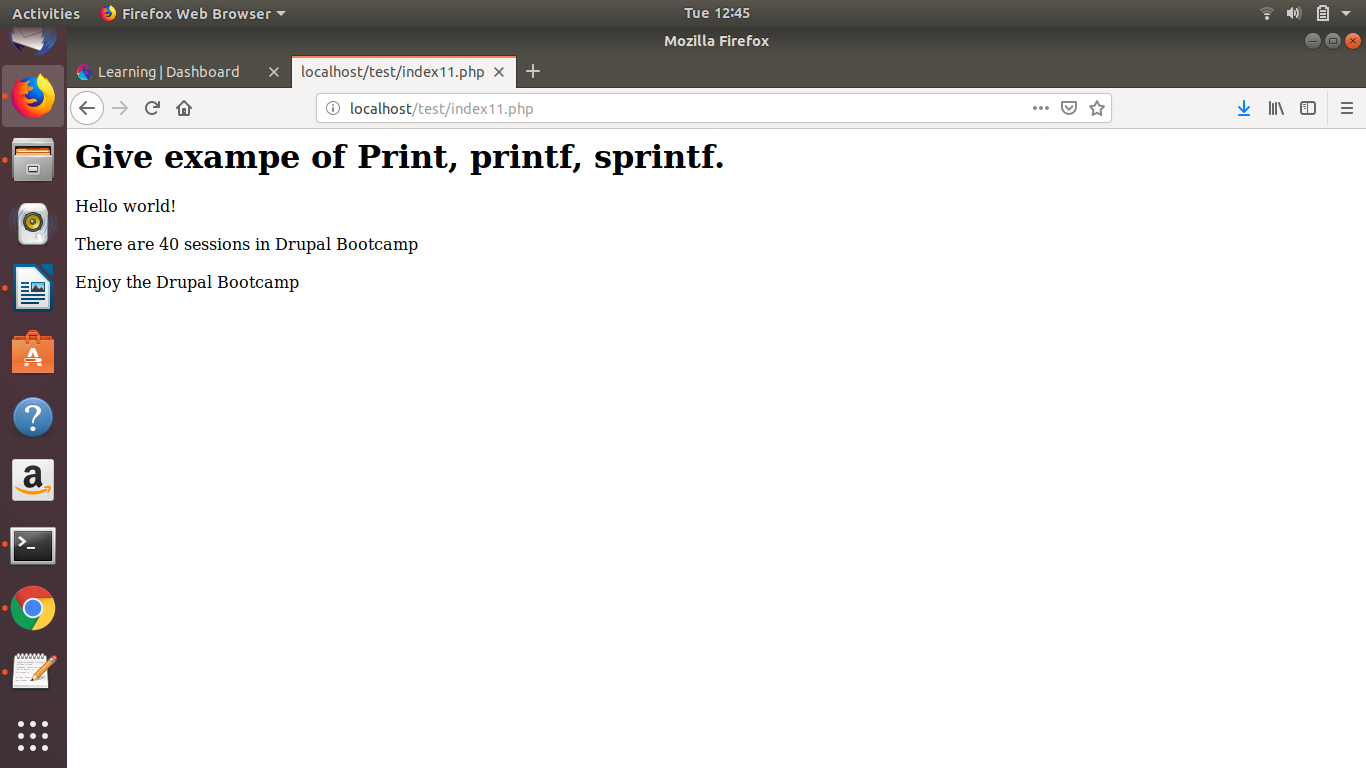 Activities Firefox Web Browser Tue 12:45
Mozilla Firefox
Learning | Dashboard localhost/test/index11.php
localhost/test/index11.php
Give exampe of Print, printf, sprintf.
Hello world!
There are 40 sessions in Drupal Bootcamp
Enjoy the Drupal Bootcamp